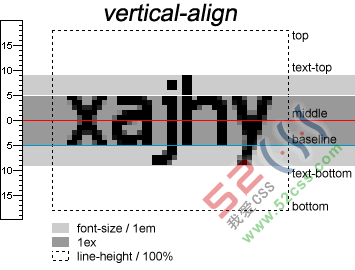 vertical-align
top
15
10
text-top
5
middle
xajhy
0
baseline
5
text-bottom
10
15
bottom
52css
我爱CSS
www.52css.com
font-size / 1em
1ex
line-height / 100%